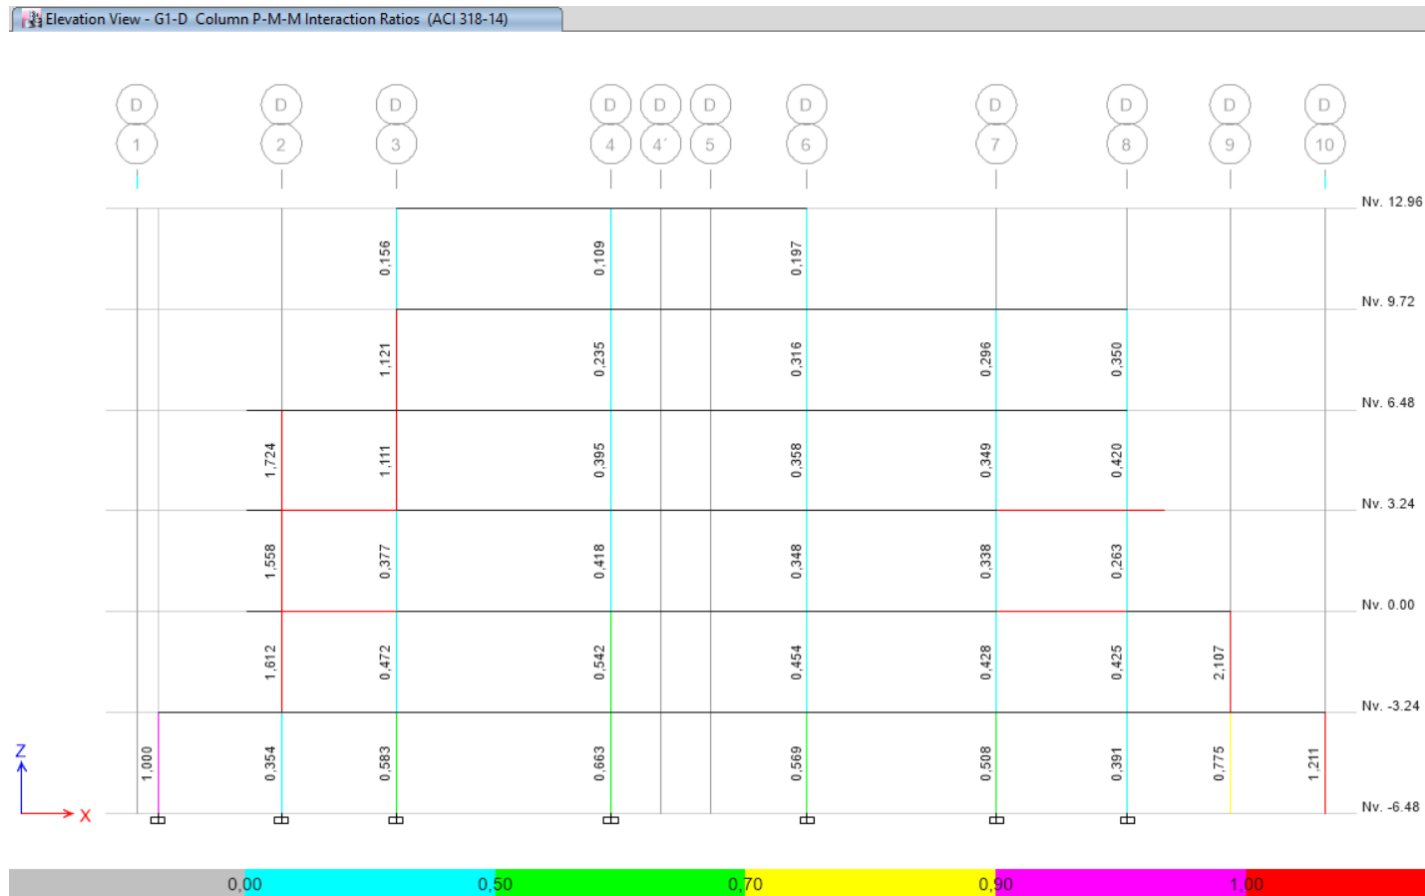 Elevation View - G1-D Column P-M-M Interaction Ratios (ACI 318-14)
D D D D D D D D D D D
1 2 3 4 4´ 5 6 7 8 9 10
Nv. 12.96
0,156 0,109 0,197
Nv. 9.72
1,121 0,235 0,316 0,296 0,350
Nv. 6.48
1,724 1,111 0,395 0,358 0,349 0,420
Nv. 3.24
1,558 0,377 0,418 0,348 0,338 0,263
Nv. 0.00
1,612 0,472 0,542 0,454 0,428 0,425 2,107
Nv. -3.24
1,000 0,354 0,583 0,663 0,569 0,508 0,391 0,775 1,211
Z
X
Nv. -6.48
0,00 0,50 0,70 0,90 1,00